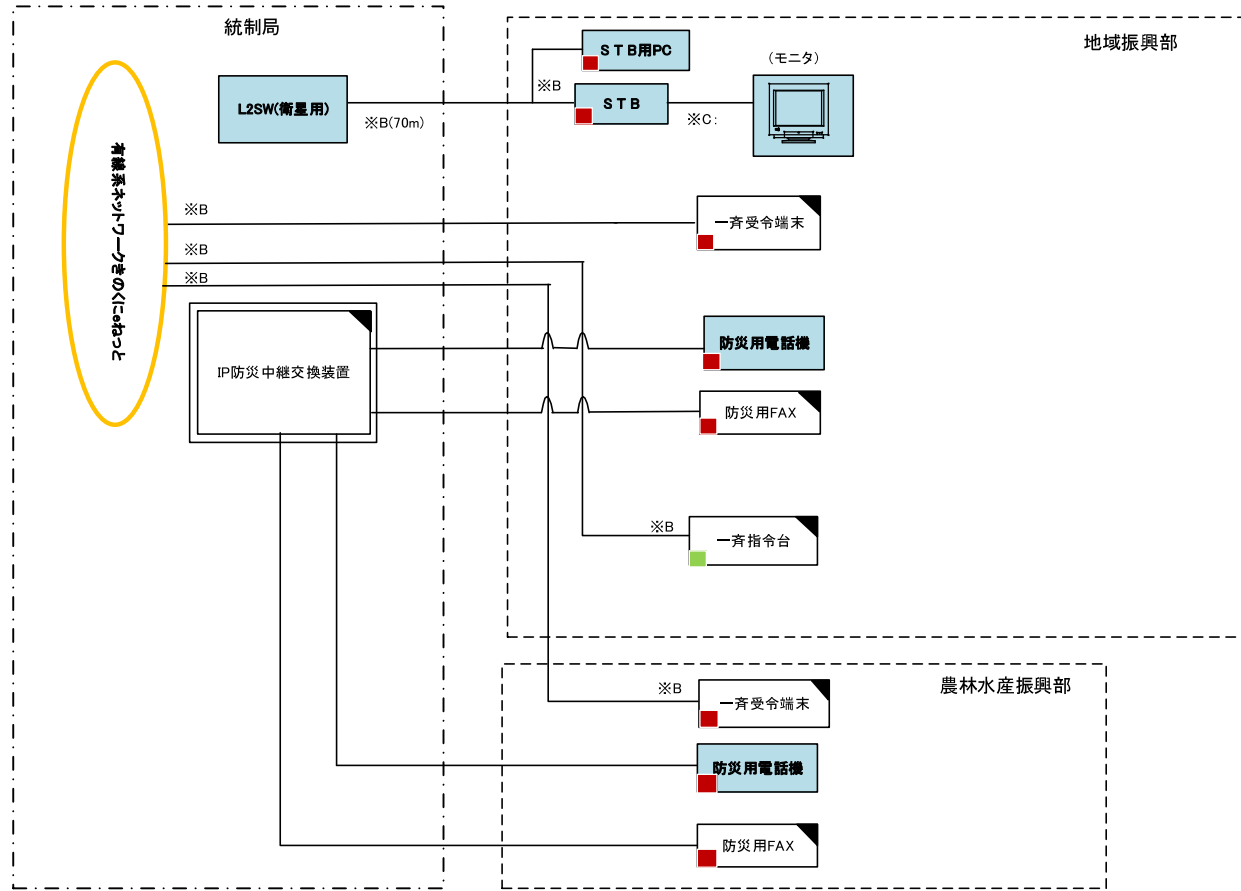 統制局
地域振興部
STB用PC
(モニタ)
※B
L2SW(衛星用)
STB
※B(70m)
※C:
有線系ネットワークきのくにeねっと
※B
一斉受令端末
※B
※B
防災用電話機
IP防災中継交換装置
防災用FAX
※B
一斉指令台
農林水産振興部
※B
一斉受令端末
防災用電話機
防災用FAX